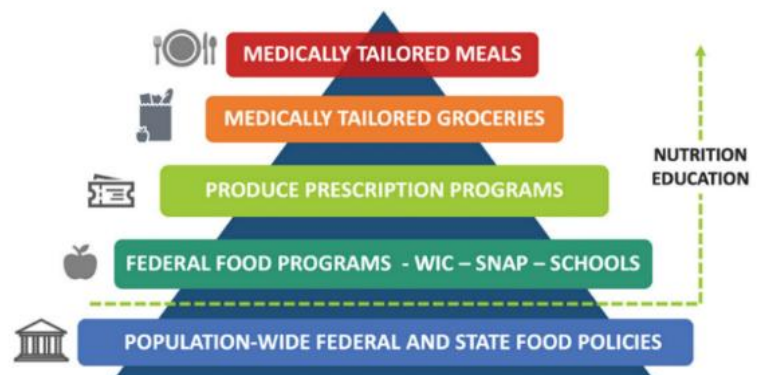 MEDICALLY TAILORED MEALS
MEDICALLY TAILORED GROCERIES
PRODUCE PRESCRIPTION PROGRAMS
NUTRITION
EDUCATION
FEDERAL FOOD PROGRAMS - WIC – SNAP – SCHOOLS
POPULATION-WIDE FEDERAL AND STATE FOOD POLICIES